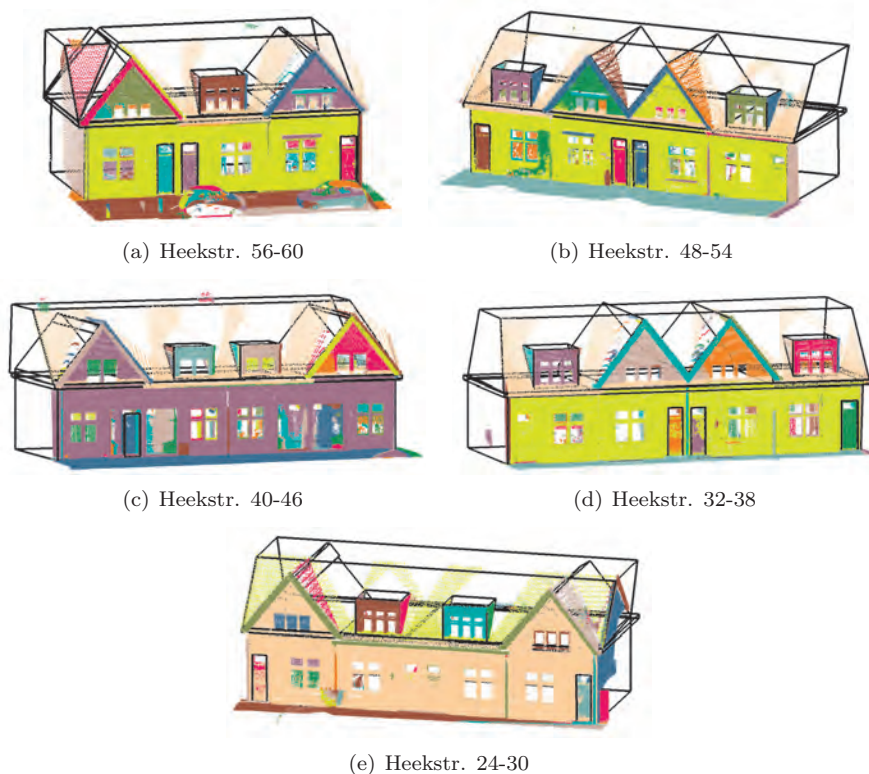 (a) Heekstr. 56-60
(b) Heekstr. 48-54
(c) Heekstr. 40-46
(d) Heekstr. 32-38
(e) Heekstr. 24-30